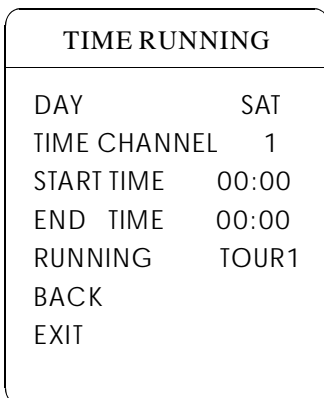 TIME RUNNING
DAY SAT
TIME CHANNEL 1
START TIME 00:00
END TIME 00:00
RUNNING TOUR1
BACK
EXIT